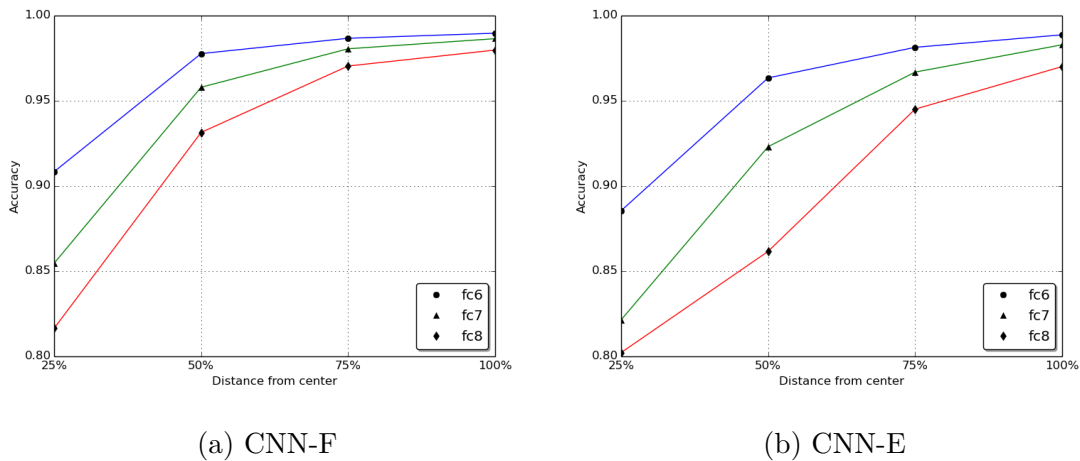 1.00
0.95
0.90
0.85
0.80
Accuracy
25% 50% 75% 100%
Distance from center
fc6
fc7
fc8
(a) CNN-F
1.00
0.95
0.90
0.85
0.80
Accuracy
25% 50% 75% 100%
Distance from center
fc6
fc7
fc8
(b) CNN-E